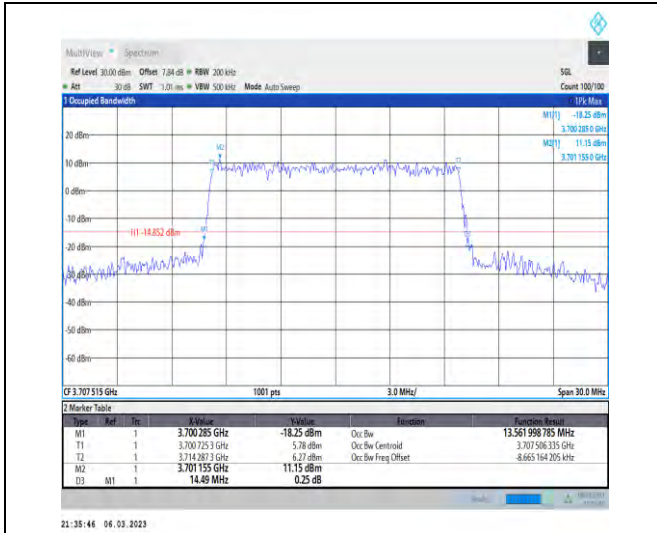 MultiView Spectrum
Ref Level 30.00 dBm Offset 7.84 dB RBW 200 kHz SGL
Att 30 dB SWT 1.01 ms VBW 500 kHz Mode Auto Sweep Count 100/100
1 Occupied Bandwidth 1Pk Max
M1[1] -18.25 dBm
3.700 285 0 GHz
M2[1] 11.15 dBm
3.701 155 0 GHz
20 dBm
M2
10 dBm
0 dBm
-10 dBm
H1 -14.852 dBm
-20 dBm
-30 dBm
-40 dBm
-50 dBm
-60 dBm
CF 3.707 515 GHz 1001 pts 3.0 MHz/ Span 30.0 MHz
2 Marker Table
Type Ref Trc X-Value Y-Value Function Function Result
M1 1 3.700 285 GHz -18.25 dBm Occ Bw 13.561 998 785 MHz
T1 1 3.700 725 3 GHz 5.78 dBm Occ Bw Centroid 3.707 506 335 GHz
T2 1 3.714 287 3 GHz 6.27 dBm Occ Bw Freq Offset -8.665 164 205 kHz
M2 1 3.701 155 GHz 11.15 dBm
D3 M1 1 14.49 MHz 0.25 dB
21:35:46 06.03.2023